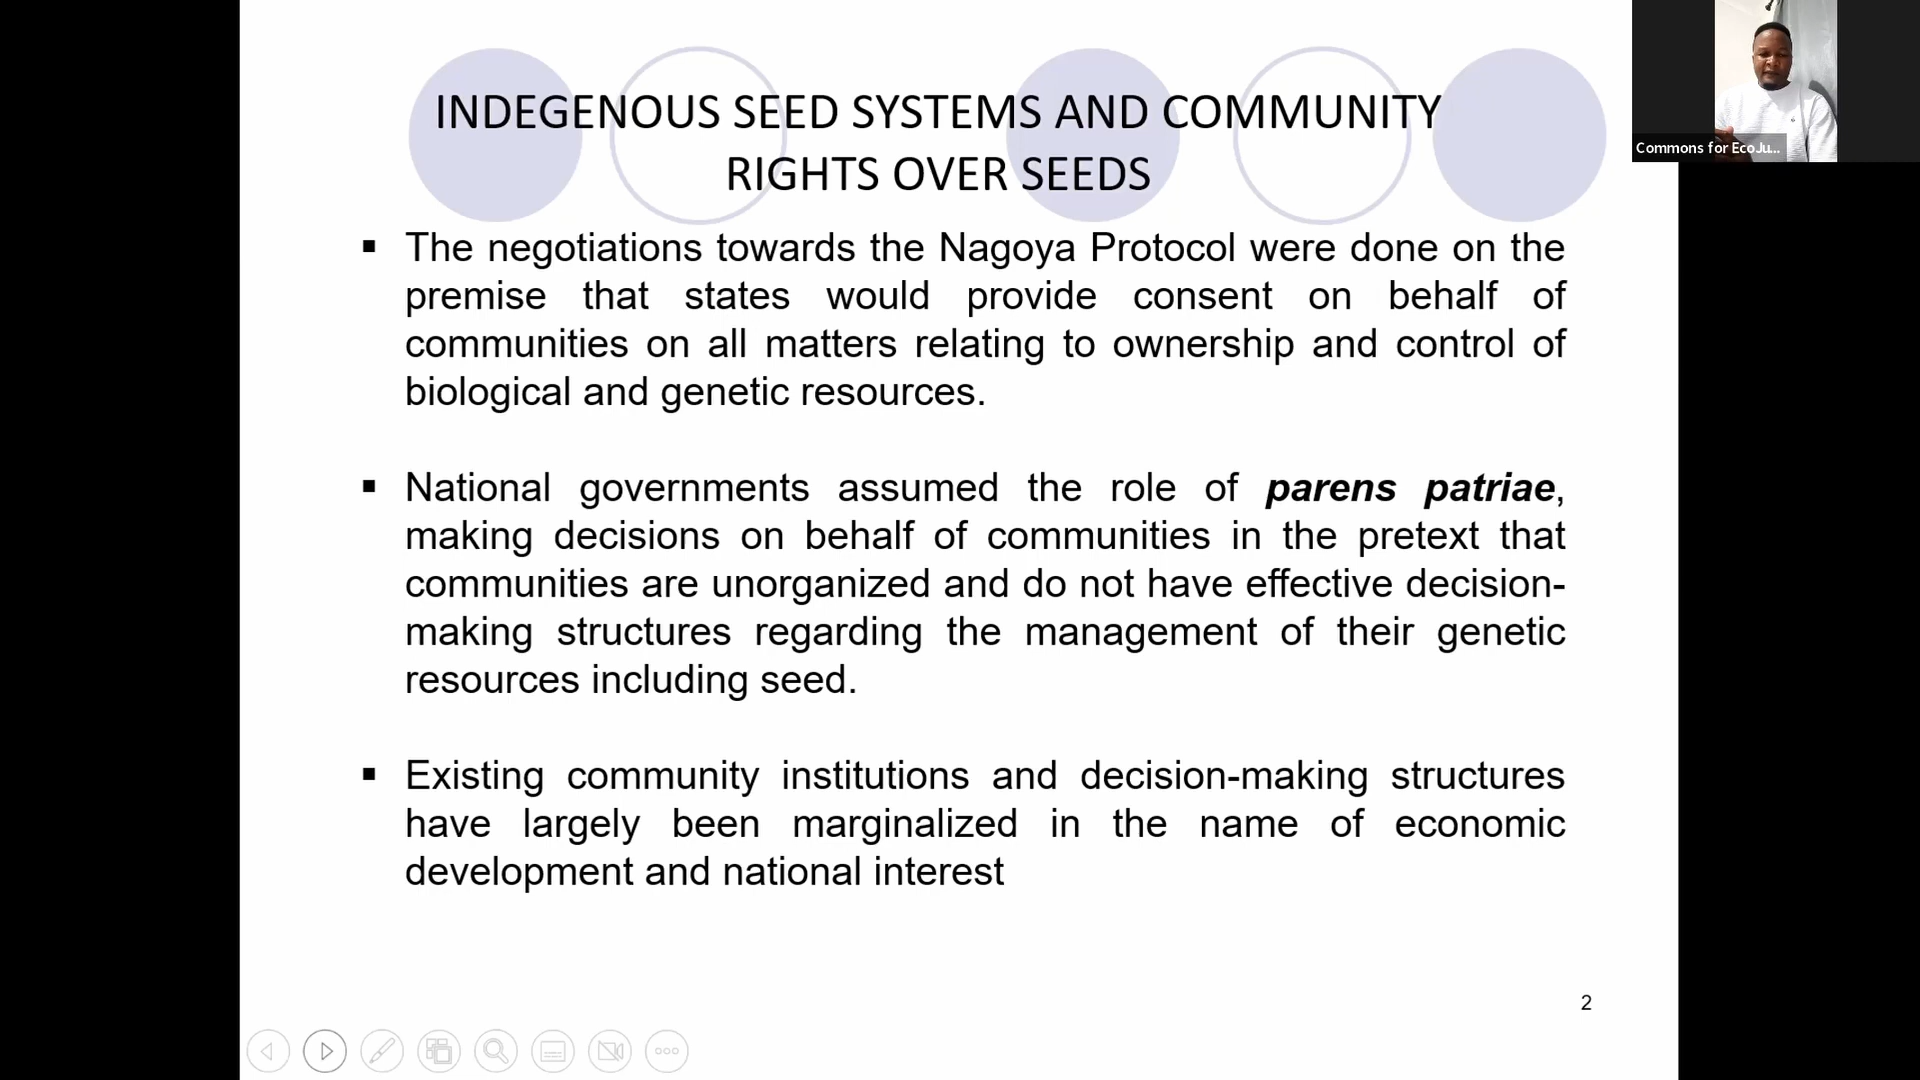 INDEGENOUS SEED SYSTEMS AND COMMUNITY
RIGHTS OVER SEEDS
Commons for EcoJu...
▪ The negotiations towards the Nagoya Protocol were done on the
premise that states would provide consent on behalf of
communities on all matters relating to ownership and control of
biological and genetic resources.
▪ National governments assumed the role of parens patriae,
making decisions on behalf of communities in the pretext that
communities are unorganized and do not have effective decision-
making structures regarding the management of their genetic
resources including seed.
▪ Existing community institutions and decision-making structures
have largely been marginalized in the name of economic
development and national interest
2